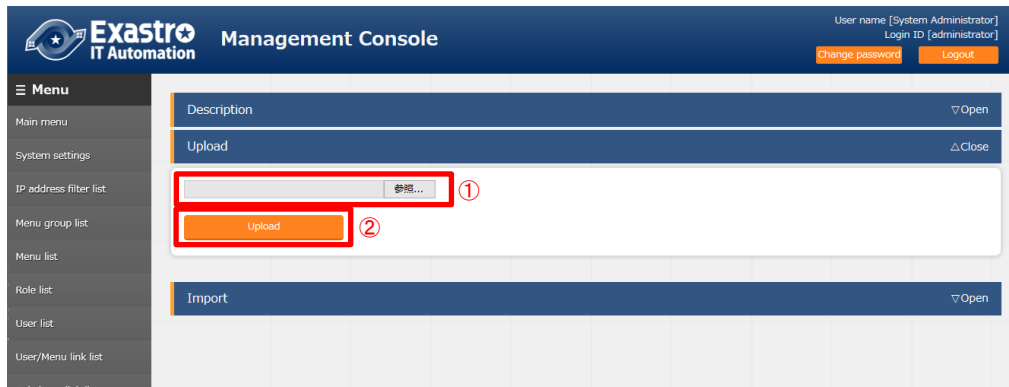 Exastro
IT Automation
Management Console
User name [System Administrator]
Login ID [administrator]
Change password
Logout
☰ Menu
Main menu
System settings
IP address filter list
Menu group list
Menu list
Role list
User list
User/Menu link list
Description
▽Open
Upload
△Close
参照...
①
Upload
②
Import
▽Open